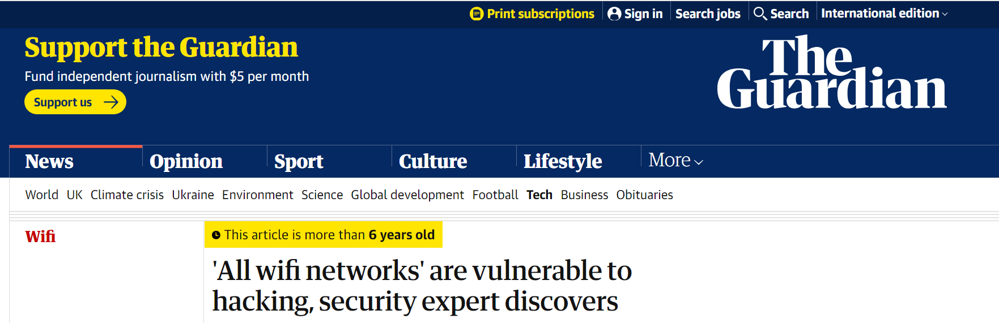 Print subscriptions Sign in Search jobs Search International edition
Support the Guardian
Fund independent journalism with $5 per month
Support us
The
Guardian
News Opinion Sport Culture Lifestyle More
World UK Climate crisis Ukraine Environment Science Global development Football Tech Business Obituaries
Wifi
This article is more than 6 years old
'All wifi networks' are vulnerable to
hacking, security expert discovers